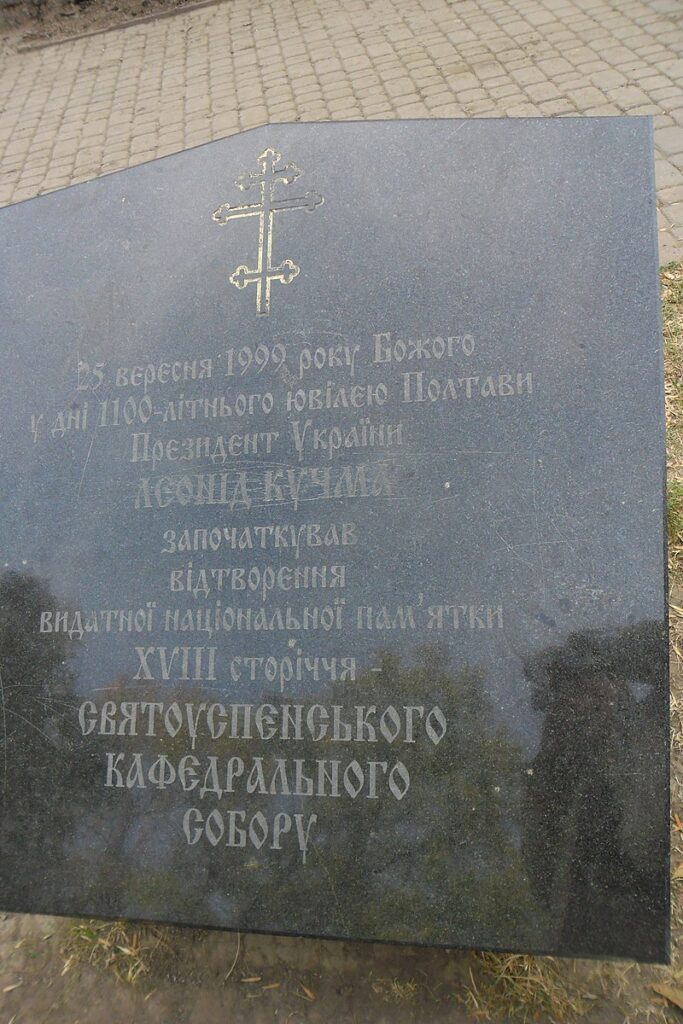 25 вересня 1999 року Божого
у дні 1100-літнього ювілею Полтави
Президент України
ЛЕОНІД КУЧМА
започаткував
відтворення
видатної національної пам'ятки
XVIII сторіччя -
СВЯТОУСПЕНСЬКОГО
КАФЕДРАЛЬНОГО
СОБОРУ